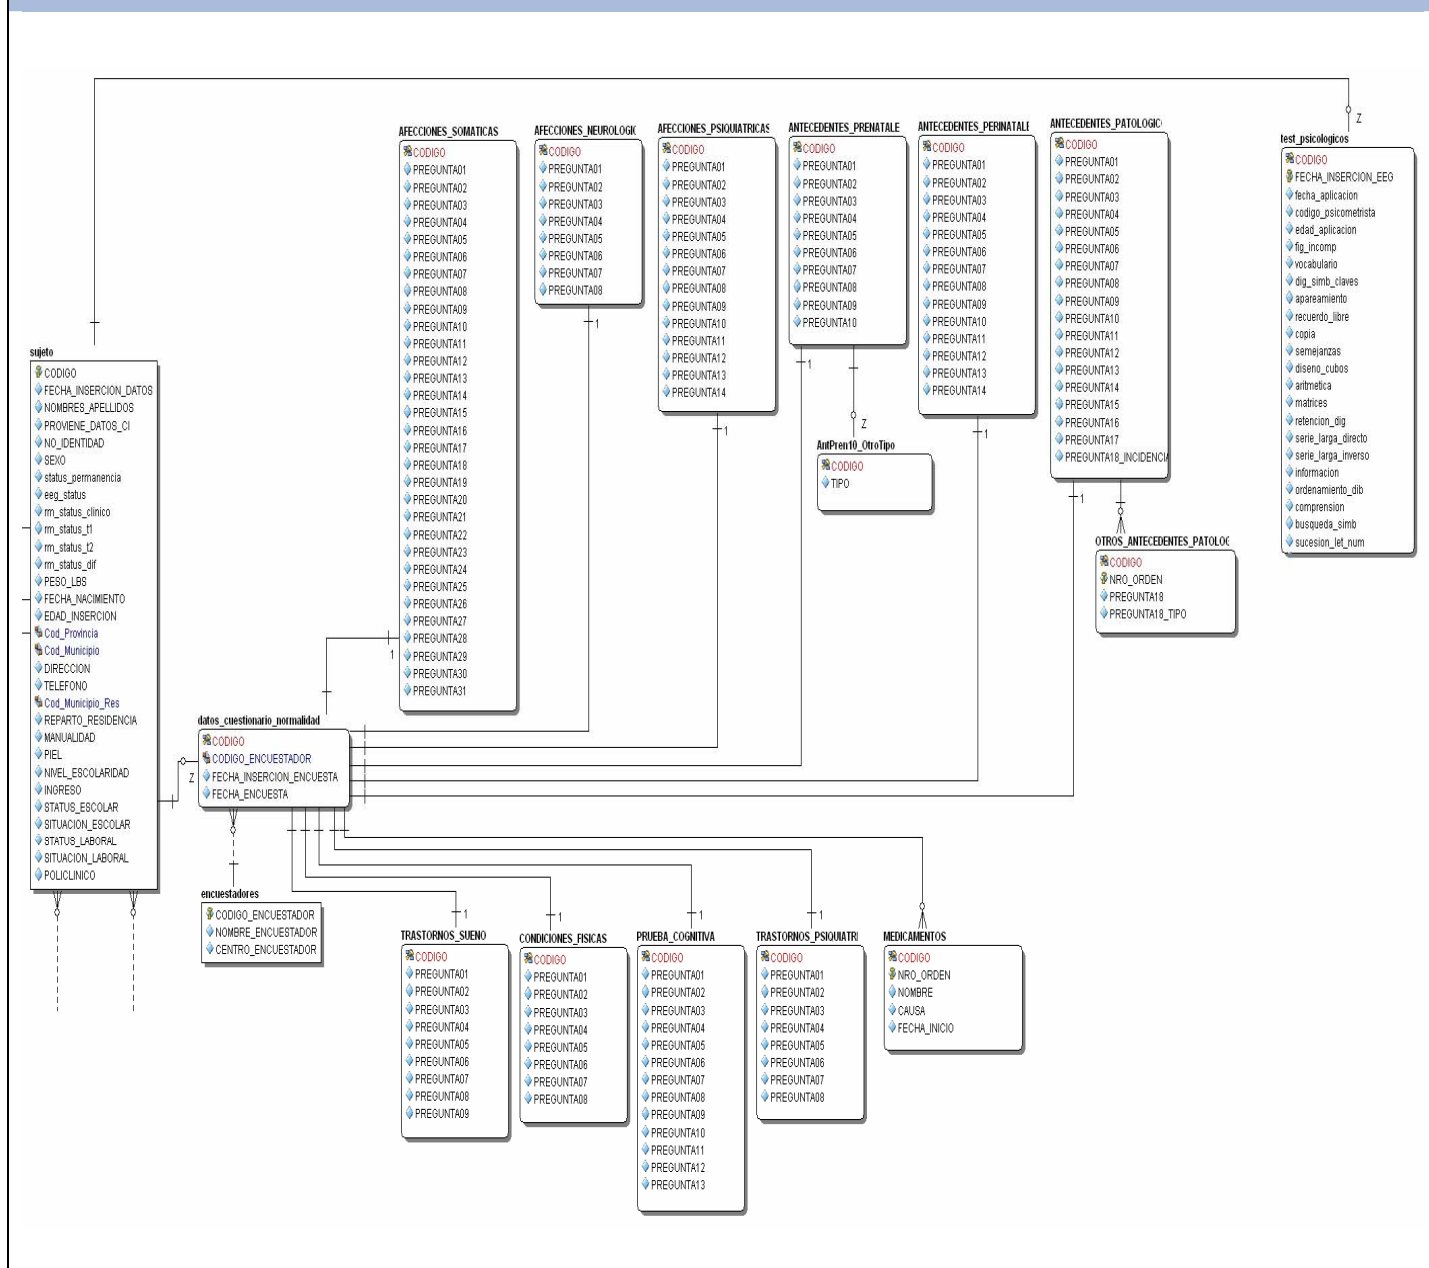 Z
AFECCIONES_SOMATICAS
CODIGO
PREGUNTA01
PREGUNTA02
PREGUNTA03
PREGUNTA04
PREGUNTA05
PREGUNTA06
PREGUNTA07
PREGUNTA08
PREGUNTA09
PREGUNTA10
PREGUNTA11
PREGUNTA12
PREGUNTA13
PREGUNTA14
PREGUNTA15
PREGUNTA16
PREGUNTA17
PREGUNTA18
PREGUNTA19
PREGUNTA20
PREGUNTA21
PREGUNTA22
PREGUNTA23
PREGUNTA24
PREGUNTA25
PREGUNTA26
PREGUNTA27
PREGUNTA28
PREGUNTA29
PREGUNTA30
PREGUNTA31
1
AFECCIONES_NEUROLOGIC
CODIGO
PREGUNTA01
PREGUNTA02
PREGUNTA03
PREGUNTA04
PREGUNTA05
PREGUNTA06
PREGUNTA07
PREGUNTA08
1
AFECCIONES_PSIQUIATRICAS
CODIGO
PREGUNTA01
PREGUNTA02
PREGUNTA03
PREGUNTA04
PREGUNTA05
PREGUNTA06
PREGUNTA07
PREGUNTA08
PREGUNTA09
PREGUNTA10
PREGUNTA11
PREGUNTA12
PREGUNTA13
PREGUNTA14
1
ANTECEDENTES_PRENATALE
CODIGO
PREGUNTA01
PREGUNTA02
PREGUNTA03
PREGUNTA04
PREGUNTA05
PREGUNTA06
PREGUNTA07
PREGUNTA08
PREGUNTA09
PREGUNTA10
1
Z
AntPren10_OtroTipo
CODIGO
TIPO
ANTECEDENTES_PERINATALE
CODIGO
PREGUNTA01
PREGUNTA02
PREGUNTA03
PREGUNTA04
PREGUNTA05
PREGUNTA06
PREGUNTA07
PREGUNTA08
PREGUNTA09
PREGUNTA10
PREGUNTA11
PREGUNTA12
PREGUNTA13
PREGUNTA14
1
ANTECEDENTES_PATOLOGIC
CODIGO
PREGUNTA01
PREGUNTA02
PREGUNTA03
PREGUNTA04
PREGUNTA05
PREGUNTA06
PREGUNTA07
PREGUNTA08
PREGUNTA09
PREGUNTA10
PREGUNTA11
PREGUNTA12
PREGUNTA13
PREGUNTA14
PREGUNTA15
PREGUNTA16
PREGUNTA17
PREGUNTA18_INCIDENCIA
1
OTROS_ANTECEDENTES_PATOLOG
CODIGO
NRO_ORDEN
PREGUNTA18
PREGUNTA18_TIPO
test_psicologicos
CODIGO
FECHA_INSERCION_EEG
fecha_aplicacion
codigo_psicometrista
edad_aplicacion
fig_incomp
vocabulario
dig_simb_claves
apareamiento
recuerdo_libre
copia
semejanzas
diseno_cubos
aritmetica
matrices
retencion_dig
serie_larga_directo
serie_larga_inverso
informacion
ordenamiento_dib
comprension
busqueda_simb
sucesion_let_num
sujeto
CODIGO
FECHA_INSERCION_DATOS
NOMBRES_APELLIDOS
PROVIENE_DATOS_CI
NO_IDENTIDAD
SEXO
status_permanencia
eeg_status
rm_status_clinico
rm_status_t1
rm_status_t2
rm_status_dif
PESO_LBS
FECHA_NACIMIENTO
EDAD_INSERCION
Cod_Provincia
Cod_Municipio
DIRECCION
TELEFONO
Cod_Municipio_Res
REPARTO_RESIDENCIA
MANUALIDAD
PIEL
NIVEL_ESCOLARIDAD
INGRESO
STATUS_ESCOLAR
SITUACION_ESCOLAR
STATUS_LABORAL
SITUACION_LABORAL
POLICLINICO
Z
datos_cuestionario_normalidad
CODIGO
CODIGO_ENCUESTADOR
FECHA_INSERCION_ENCUESTA
FECHA_ENCUESTA
encuestadores
CODIGO_ENCUESTADOR
NOMBRE_ENCUESTADOR
CENTRO_ENCUESTADOR
1
TRASTORNOS_SUENO
CODIGO
PREGUNTA01
PREGUNTA02
PREGUNTA03
PREGUNTA04
PREGUNTA05
PREGUNTA06
PREGUNTA07
PREGUNTA08
PREGUNTA09
1
CONDICIONES_FISICAS
CODIGO
PREGUNTA01
PREGUNTA02
PREGUNTA03
PREGUNTA04
PREGUNTA05
PREGUNTA06
PREGUNTA07
PREGUNTA08
1
PRUEBA_COGNITIVA
CODIGO
PREGUNTA01
PREGUNTA02
PREGUNTA03
PREGUNTA04
PREGUNTA05
PREGUNTA06
PREGUNTA07
PREGUNTA08
PREGUNTA09
PREGUNTA10
PREGUNTA11
PREGUNTA12
PREGUNTA13
1
TRASTORNOS_PSIQUIATRI
CODIGO
PREGUNTA01
PREGUNTA02
PREGUNTA03
PREGUNTA04
PREGUNTA05
PREGUNTA06
PREGUNTA07
PREGUNTA08
MEDICAMENTOS
CODIGO
NRO_ORDEN
NOMBRE
CAUSA
FECHA_INICIO